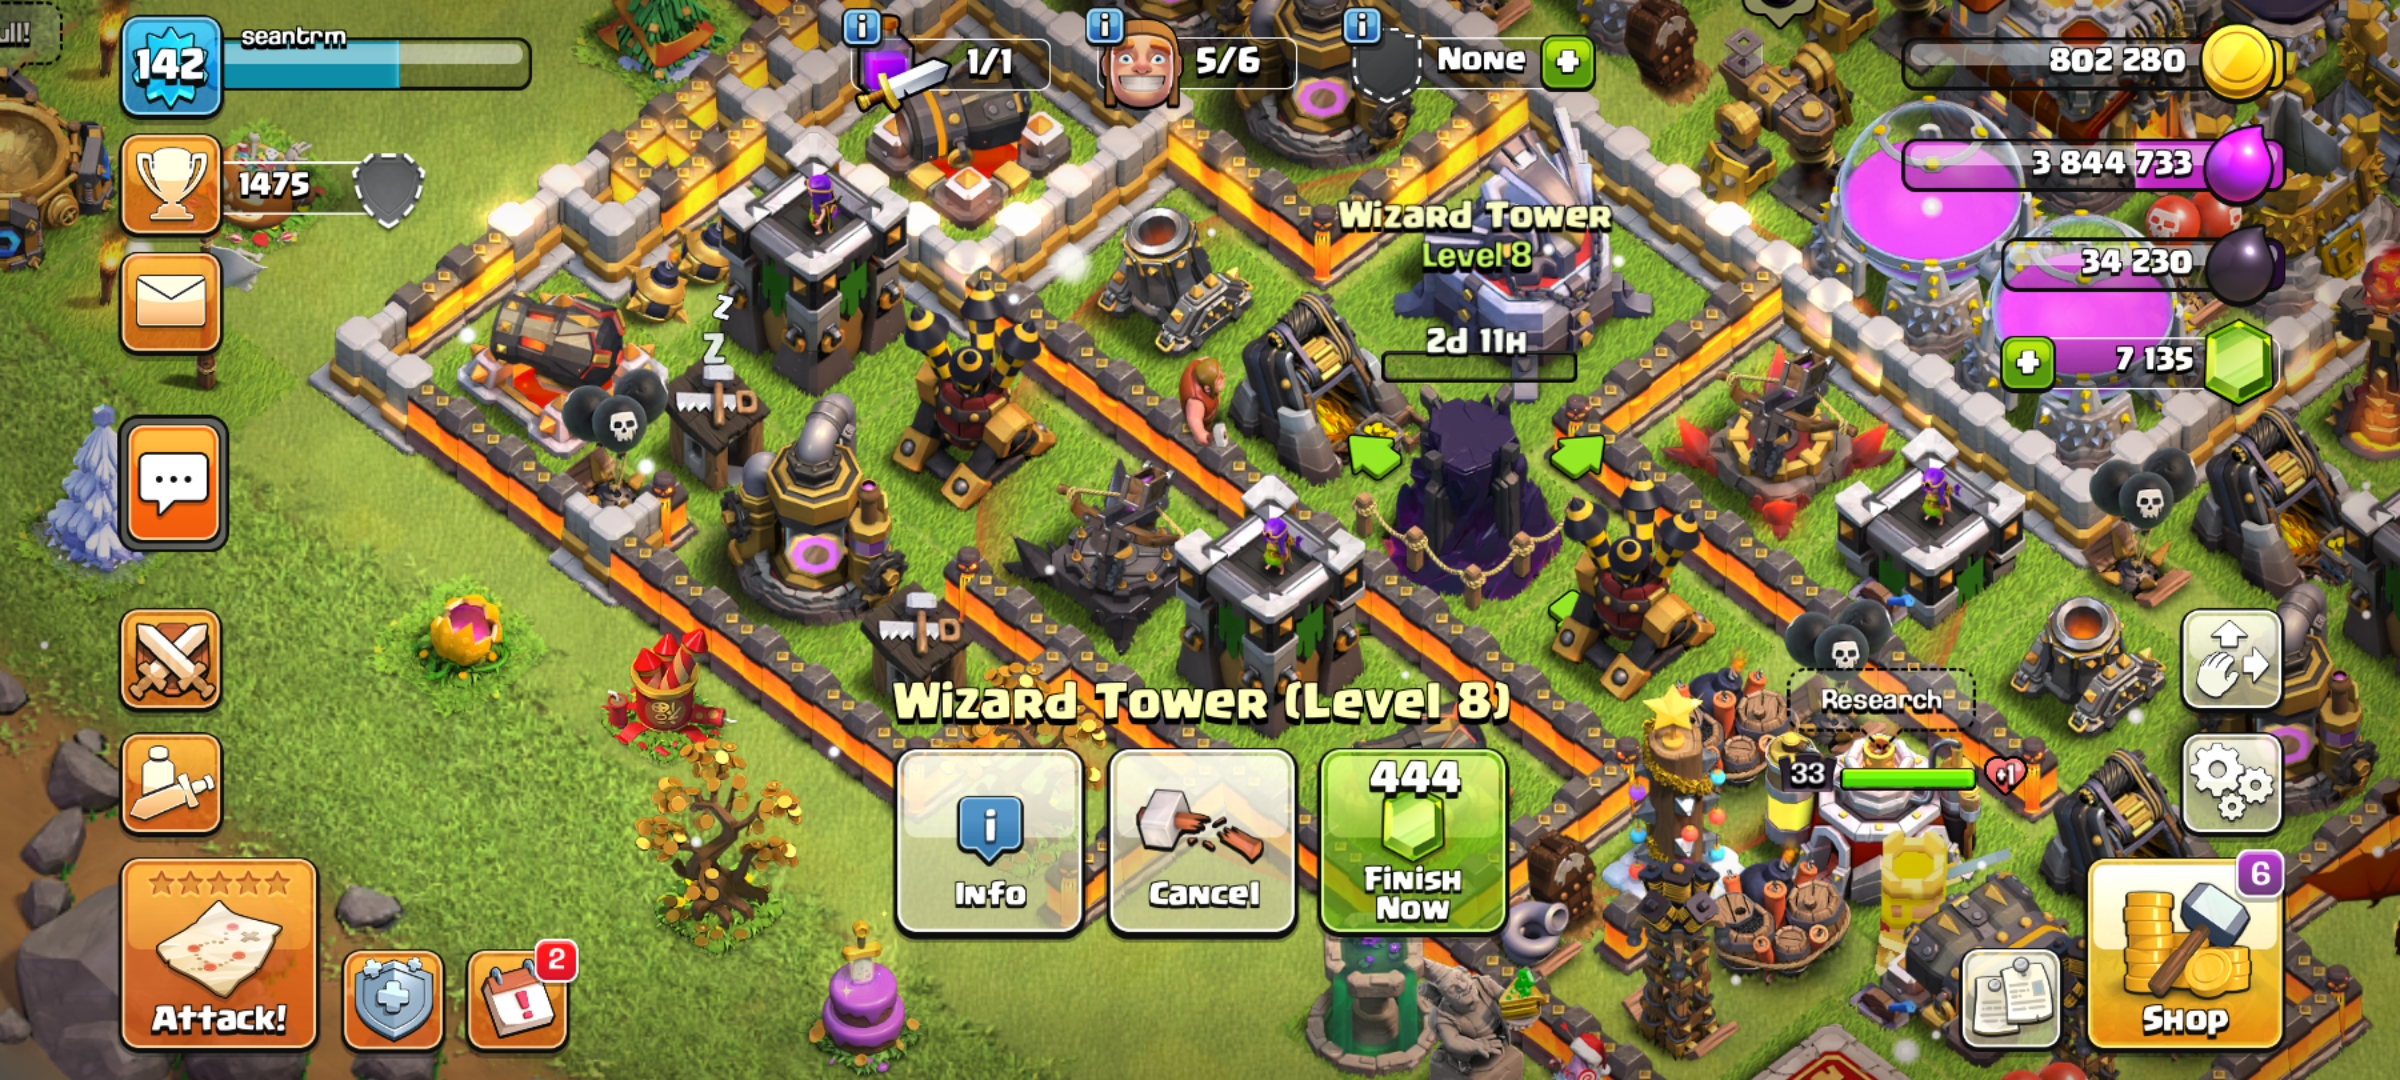 ull!
142
seantrm
1/1
5/6
None
802 280
1475
3 844 733
Wizard Tower
Level 8
34 230
2d 11h
7 135
z
Z
Wizard Tower (Level 8)
Research
33
+1
444
Info
Cancel
Finish
Now
6
2
Attack!
Shop